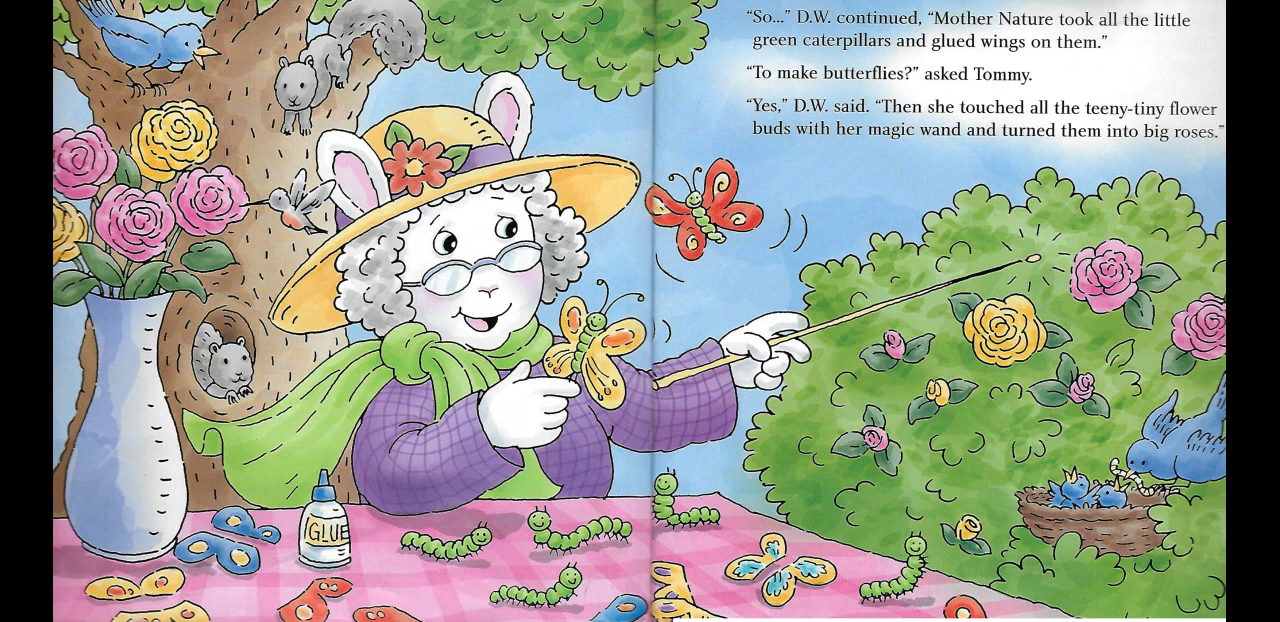 “So...” D.W. continued, “Mother Nature took all the little
green caterpillars and glued wings on them.”
“To make butterflies?” asked Tommy.
“Yes,” D.W. said. “Then she touched all the teeny-tiny flower
buds with her magic wand and turned them into big roses.”
GLUE